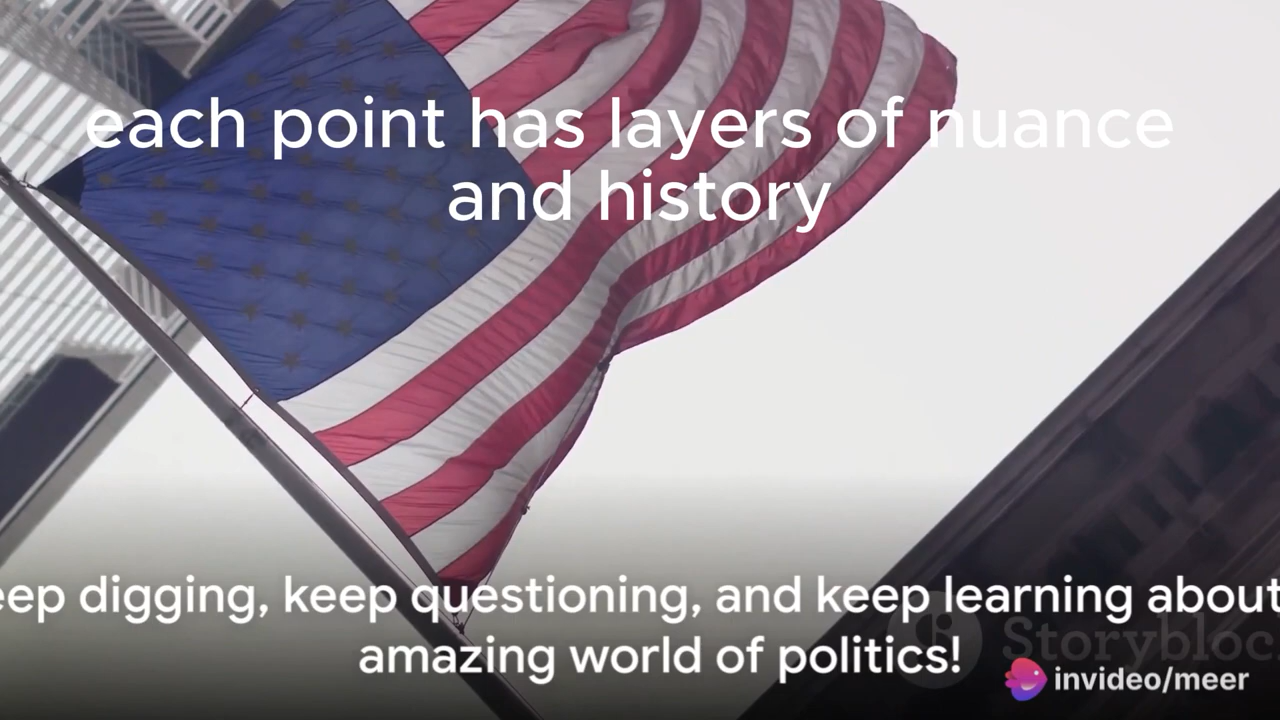 each point has layers of nuance
and history
eep digging, keep questioning, and keep learning about
amazing world of politics!
Storybloc
invideo/meer